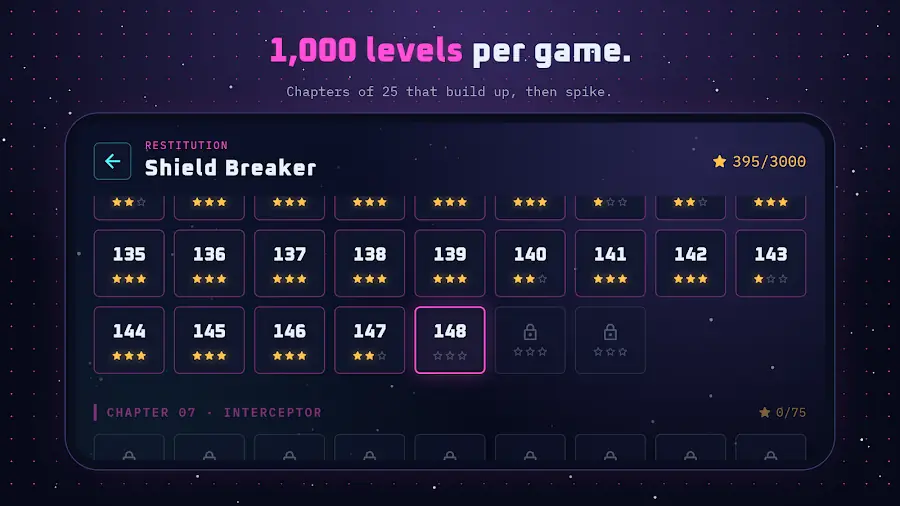 1,000 levels per game.
Chapters of 25 that build up, then spike.
RESTITUTION
Shield Breaker
395/3000
135 136 137 138 139 140 141 142 143
144 145 146 147 148
CHAPTER 07 · INTERCEPTOR
0/75